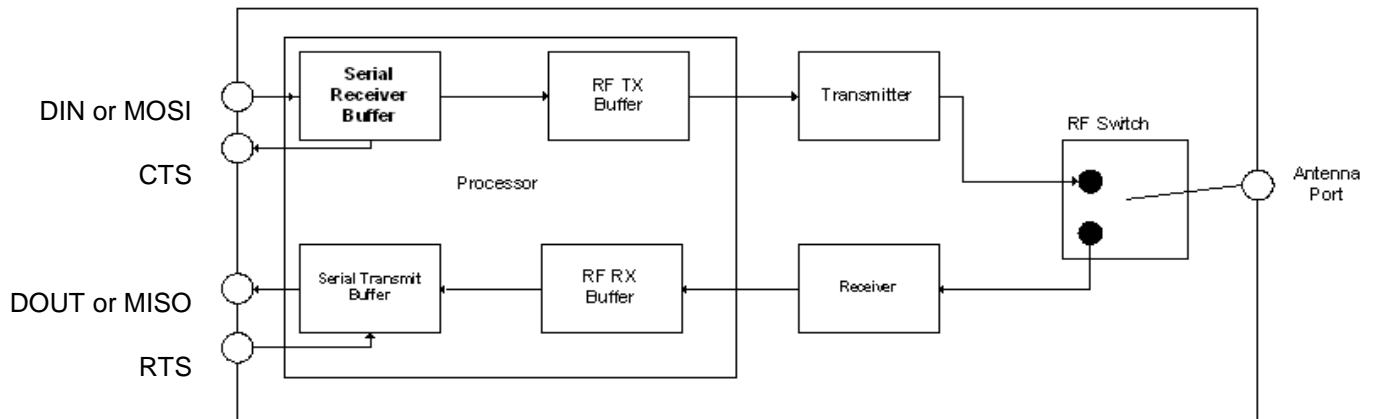 DIN or MOSI
CTS
DOUT or MISO
RTS
Serial
Receiver
Buffer
RF TX
Buffer
Transmitter
RF Switch
Antenna
Port
Processor
Serial Transmit
Buffer
RF RX
Buffer
Receiver